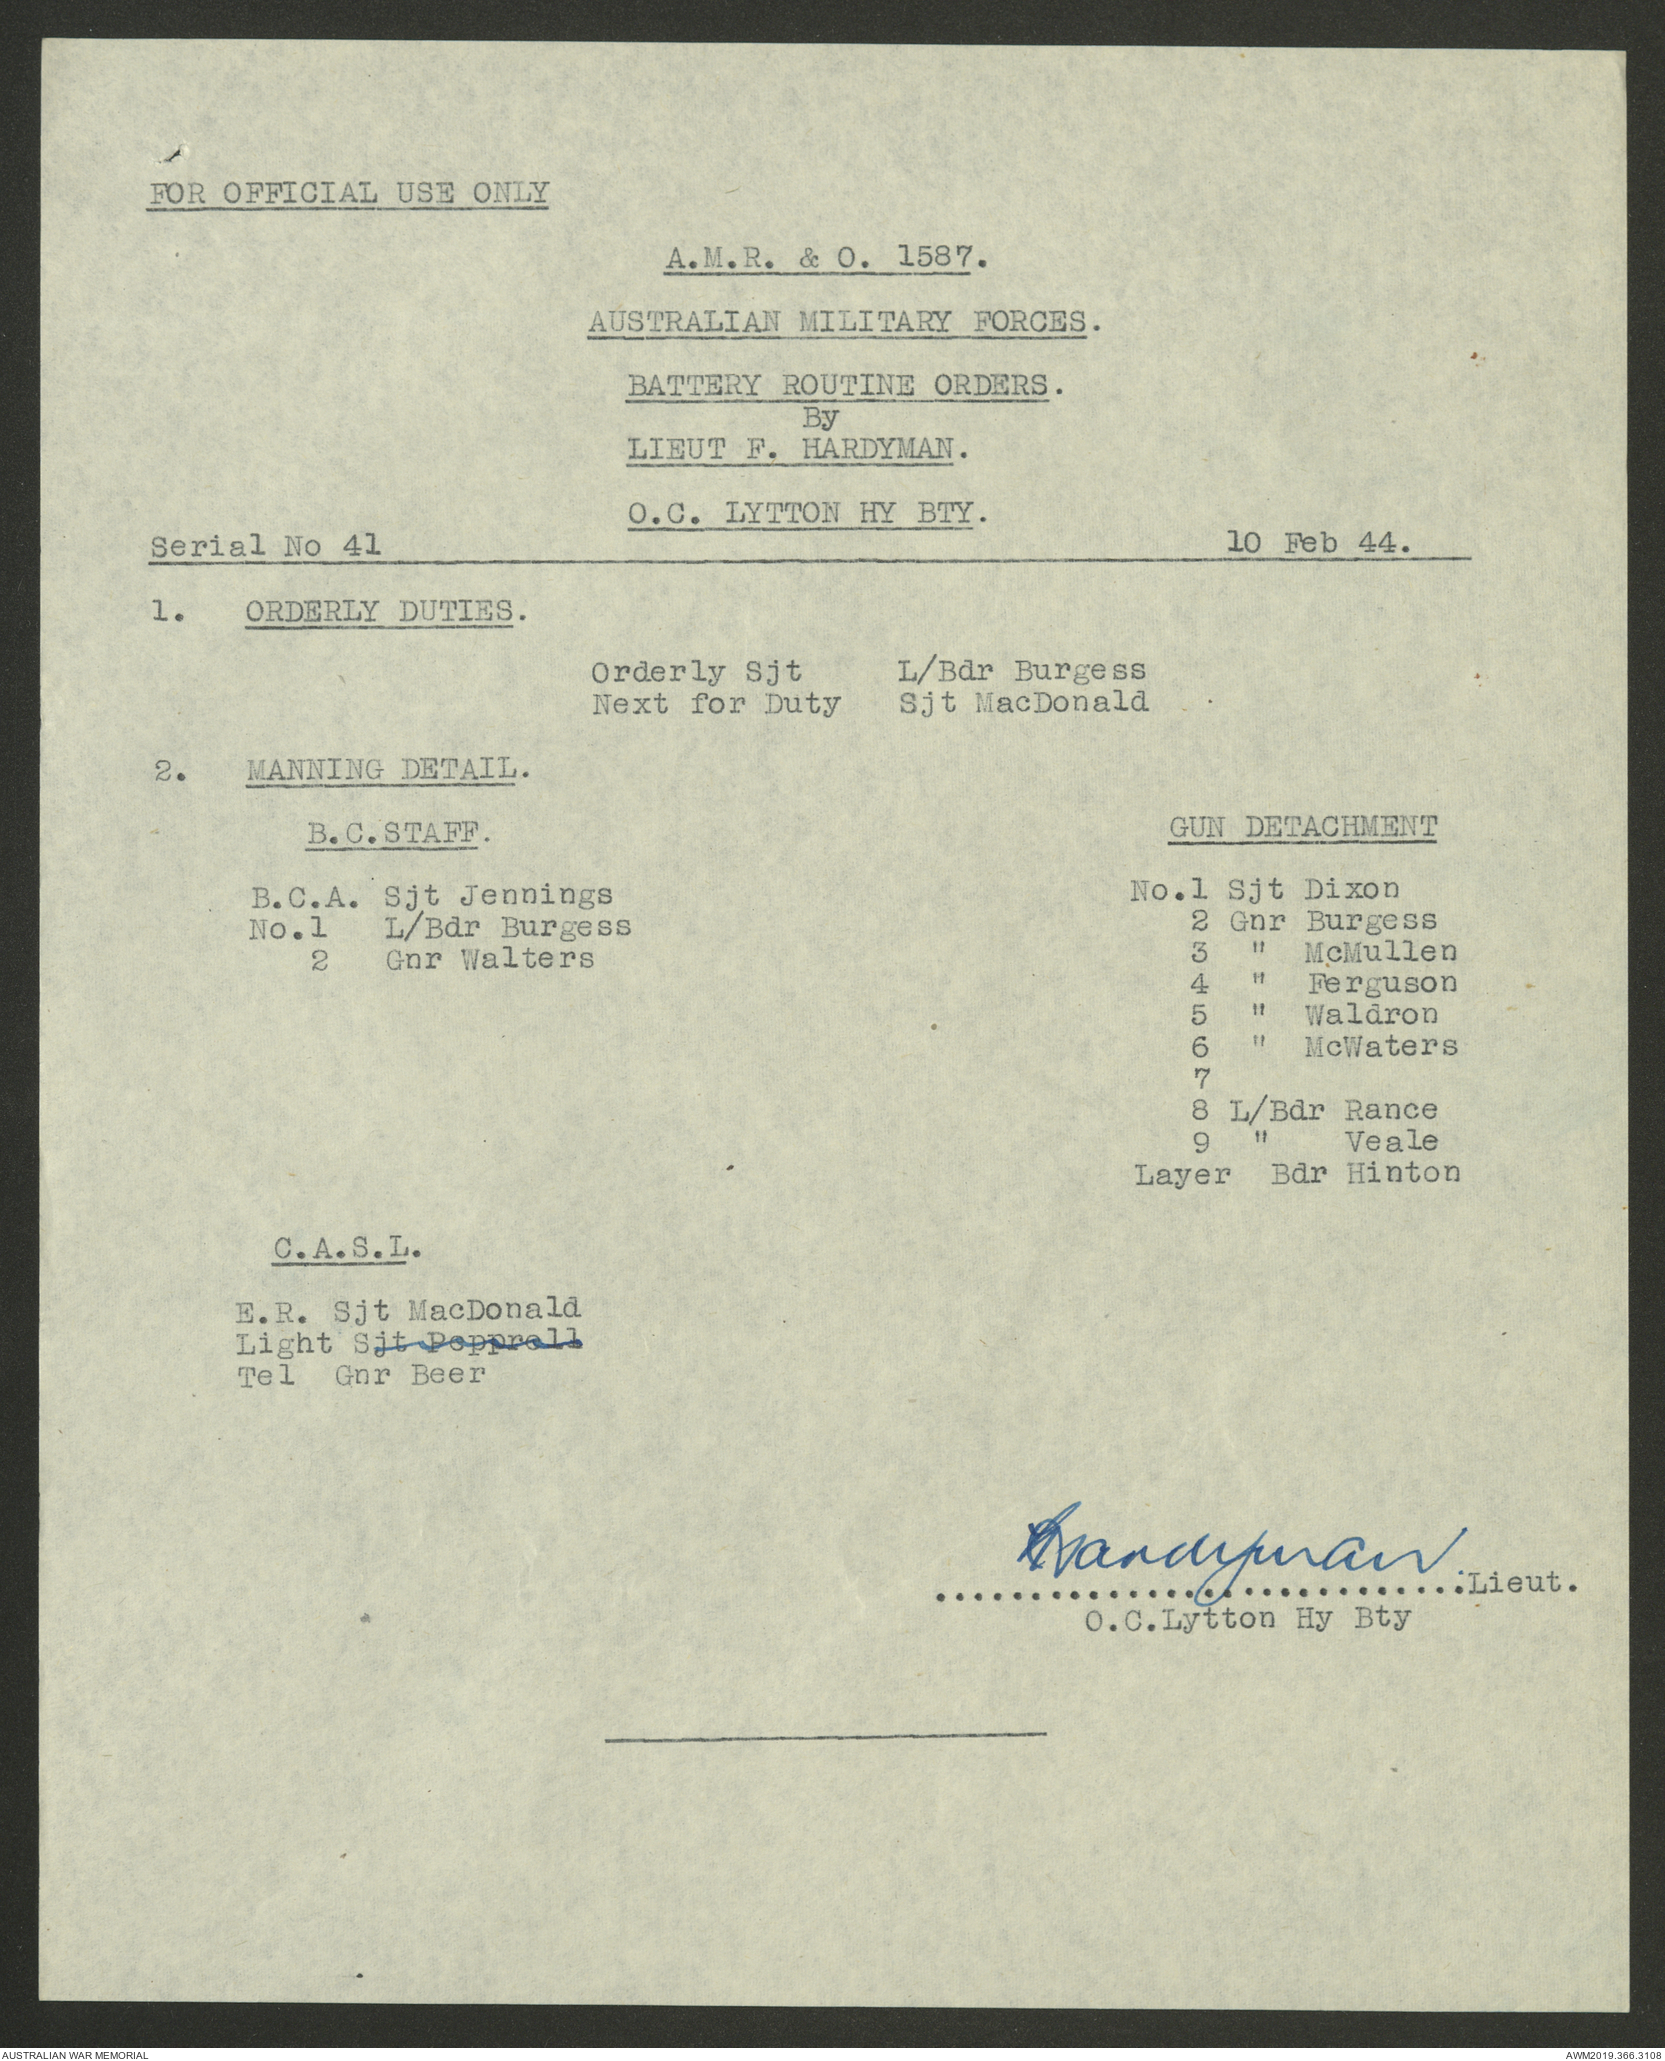 FOR OFFICIAL USE ONLY
A.M.R. & O. 1587.
AUSTRALIAN MILITARY FORCES.
BATTERY ROUTINE ORDERS.
By
LIEUT F. HARDYMAN.
O.C. LYTTON HY BTY.
Serial No 41 10 Feb 44.
1. ORDERLY DUTIES.
Orderly Sjt L/Bdr Burgess
Next for Duty Sjt MacDonald
2. MANNING DETAIL.
B.C.STAFF.
B.C.A. Sjt Jennings
No.1 L/Bdr Burgess
2 Gnr Walters
GUN DETACHMENT
No.1 Sjt Dixon
2 Gnr Burgess
3 " McMullen
4 " Ferguson
5 " Waldron
6 " McWaters
7
8 L/Bdr Rance
9 " Veale
Layer Bdr Hinton
C.A.S.L.
E.R. Sjt MacDonald
Light Sjt
Tel Gnr Beer
Hardyman
..............................Lieut.
O.C.Lytton Hy Bty
AUSTRALIAN WAR MEMORIAL
AWM2019.366.3108